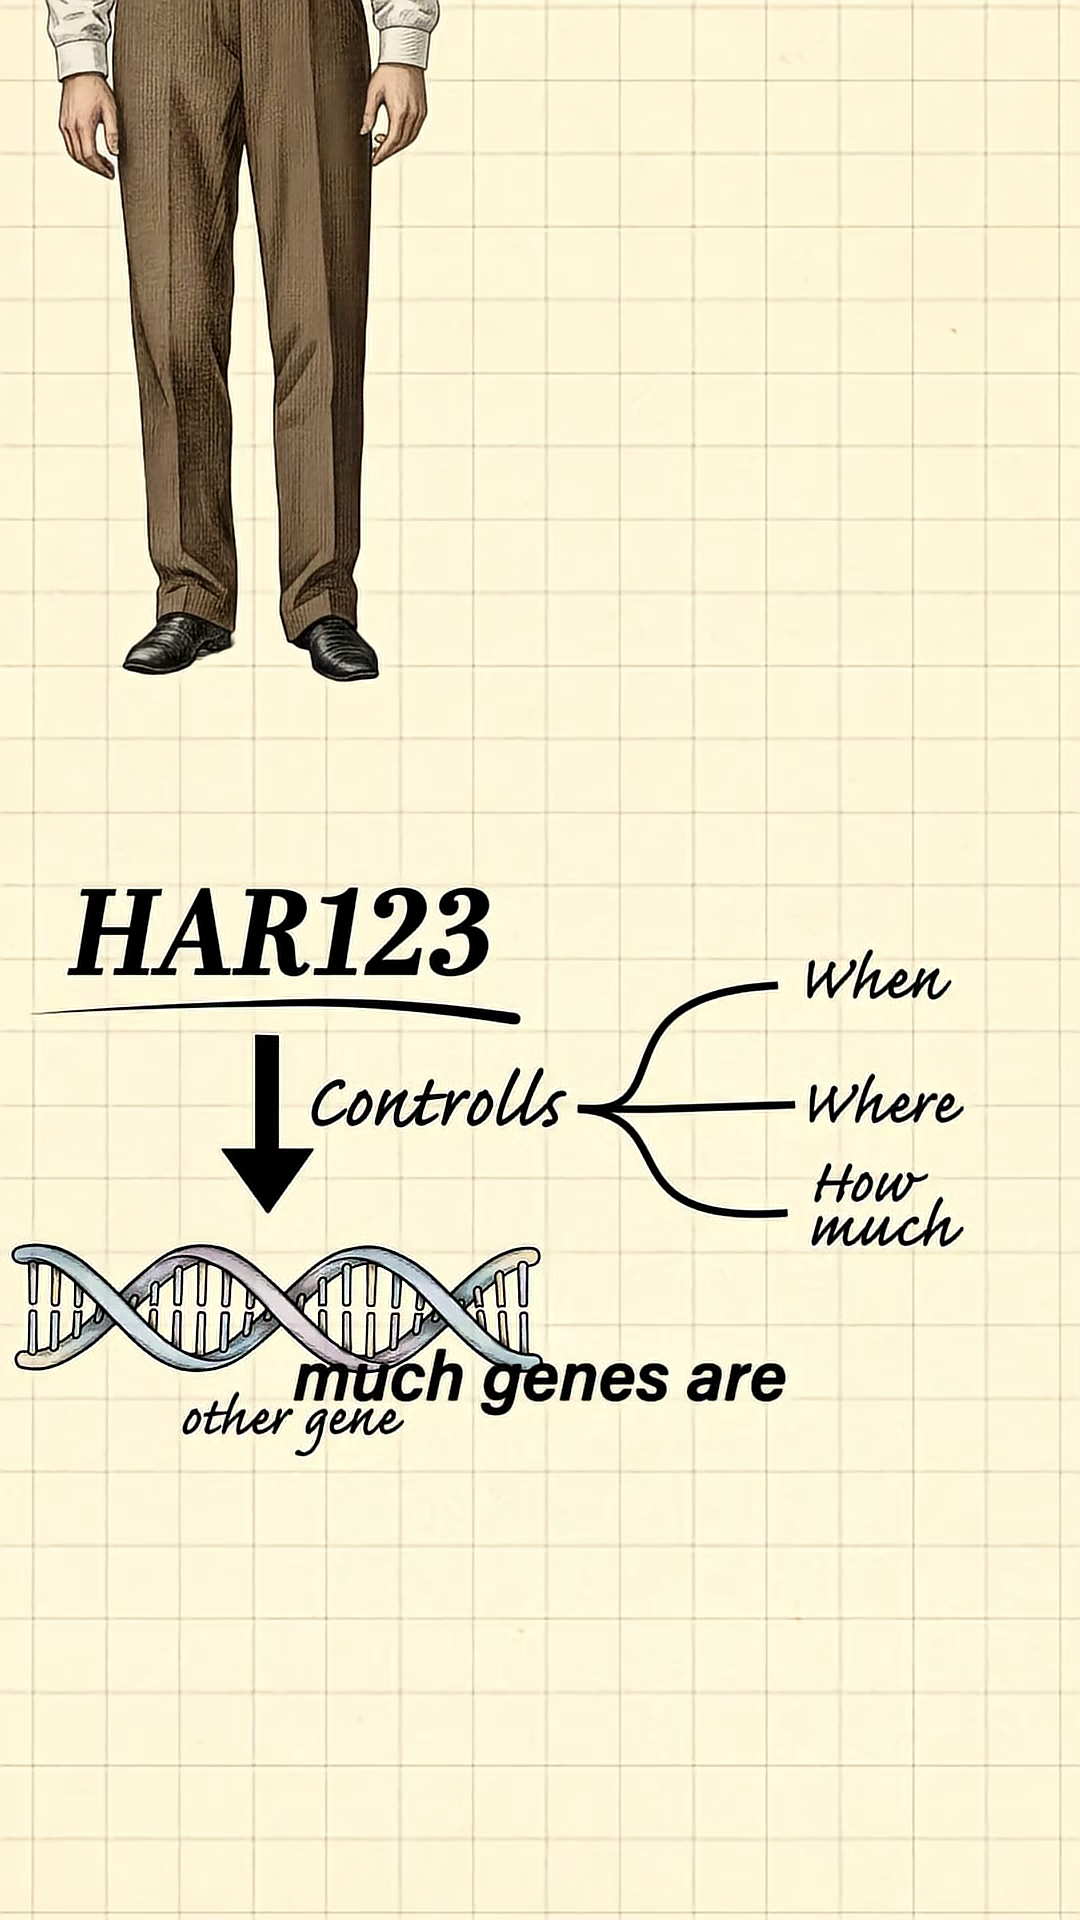 HAR123
Controlls
When
Where
How
much
much genes are
other gene